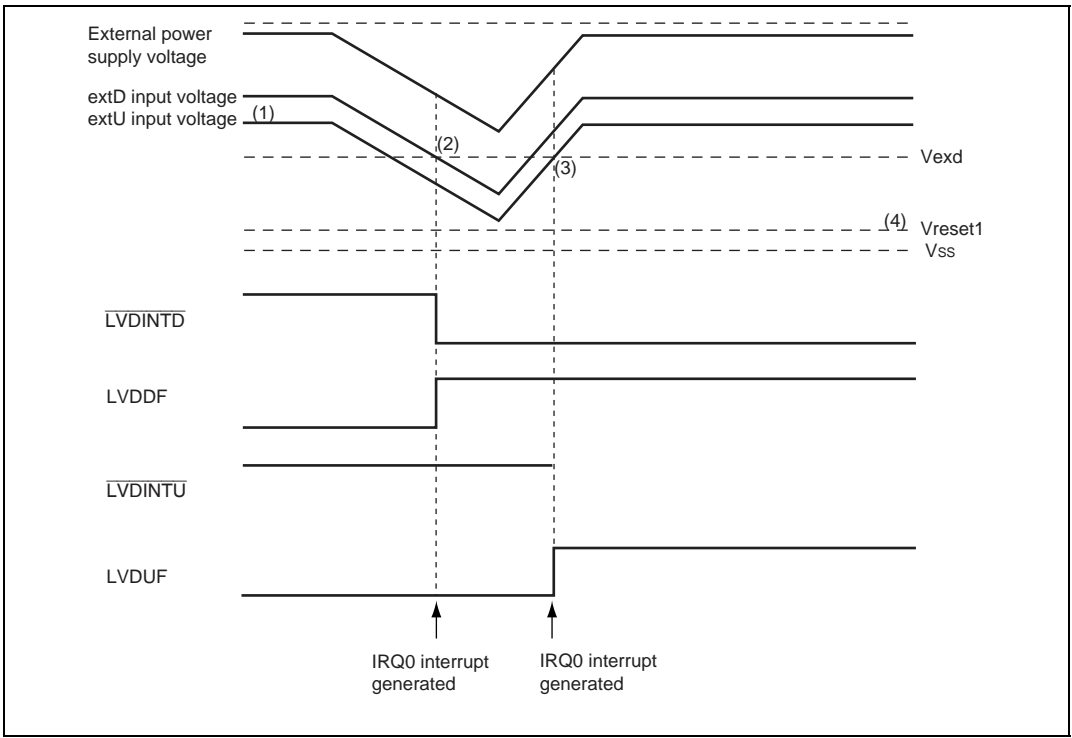 External power
supply voltage
extD input voltage
extU input voltage
(1)
(2)
(3)
Vexd
(4)
Vreset1
Vss
LVDINTD
LVDDF
LVDINTU
LVDUF
IRQ0 interrupt
generated
IRQ0 interrupt
generated